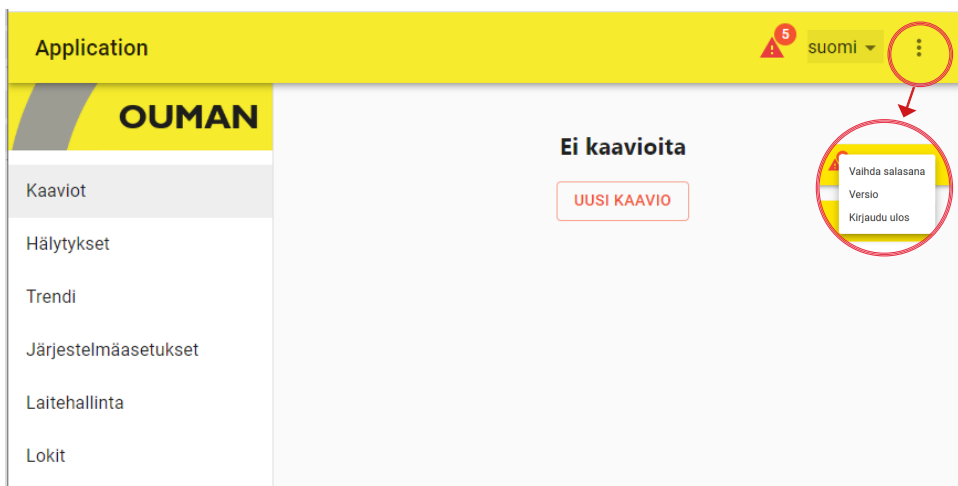 Application
5
suomi
OUMAN
Kaaviot
Hälytykset
Trendi
Järjestelmäasetukset
Laitehallinta
Lokit
Ei kaavioita
UUSI KAAVIO
Vaihda salasana
Versio
Kirjaudu ulos